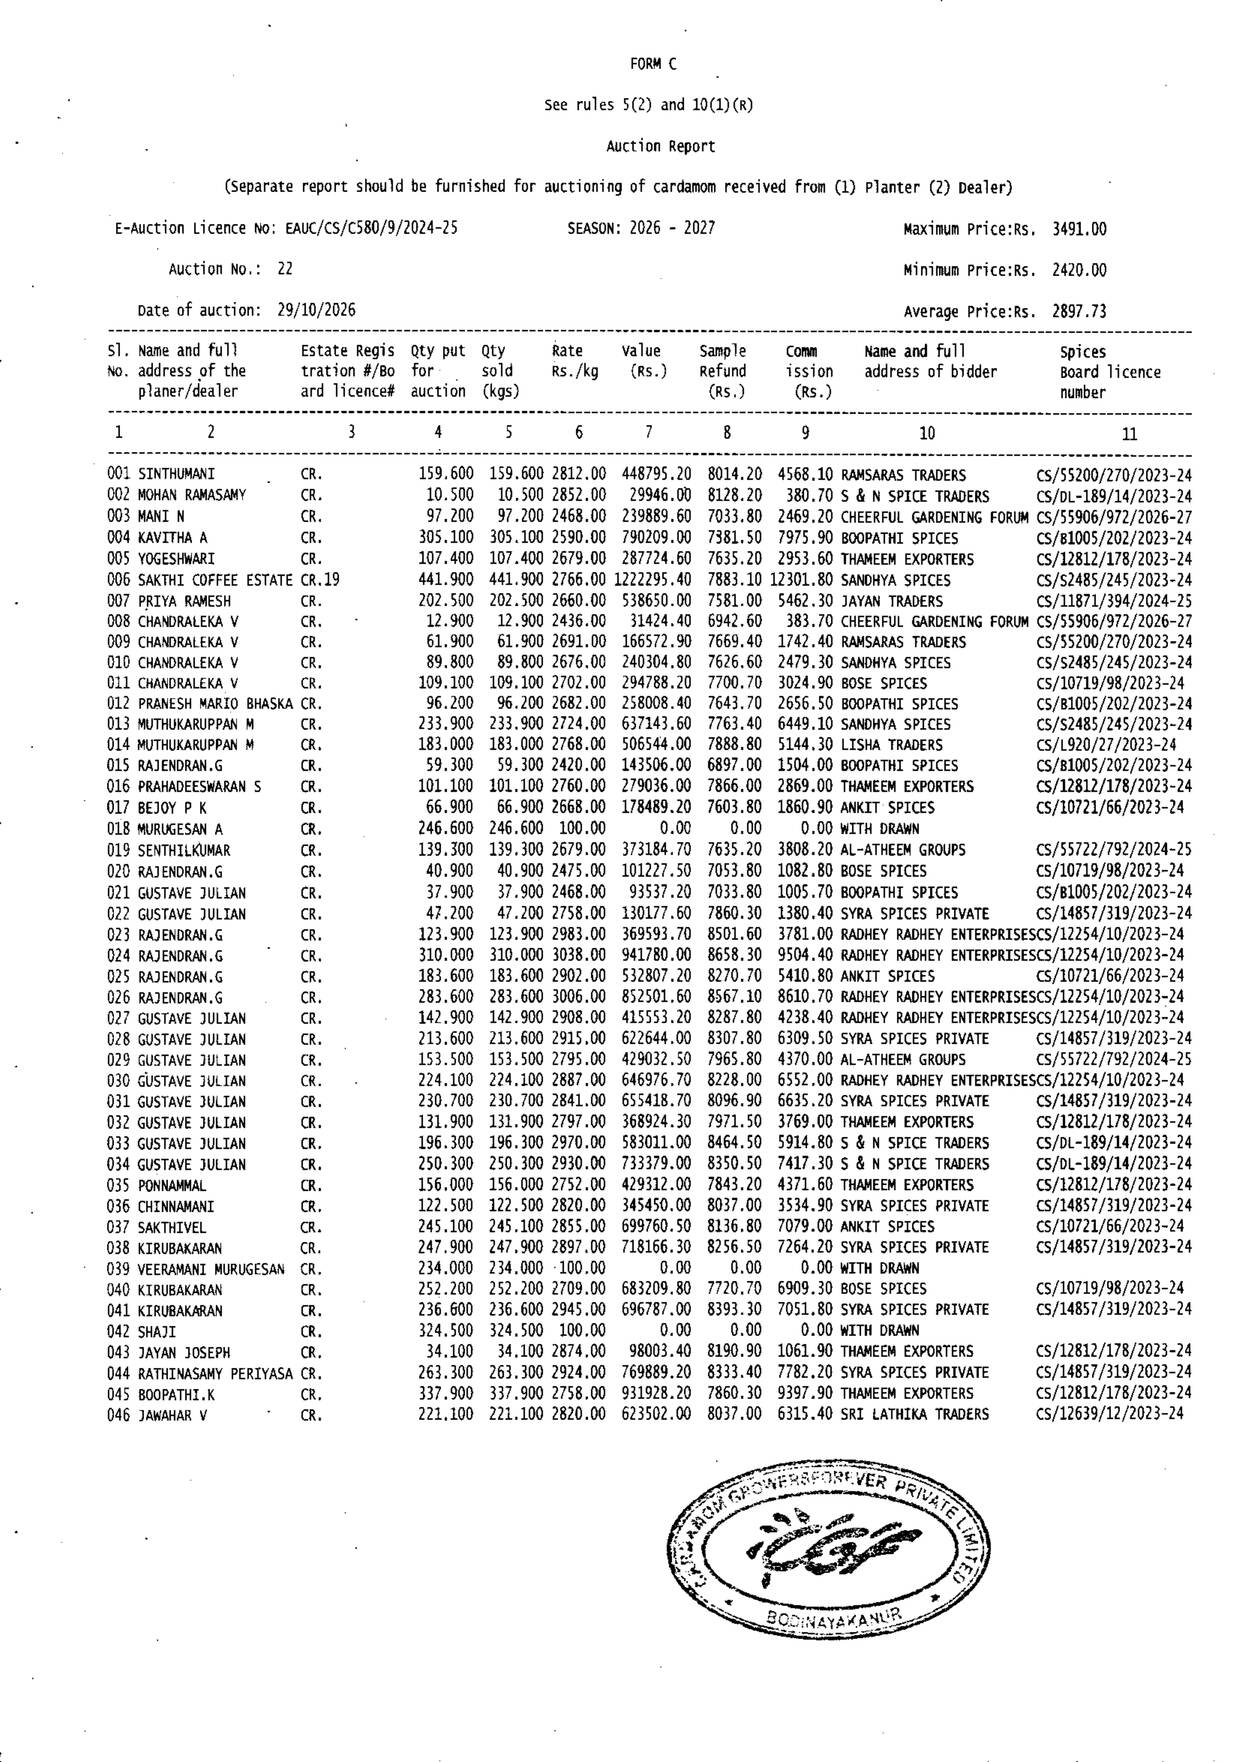 FORM C
See rules 5(2) and 10(1)(R)
Auction Report
(Separate report should be furnished for auctioning of cardamom received from (1) Planter (2) Dealer)
E-Auction Licence No: EAUC/CS/C580/9/2024-25 SEASON: 2026 - 2027 Maximum Price:Rs. 3491.00
Auction No.: 22 Minimum Price:Rs. 2420.00
Date of auction: 29/10/2026 Average Price:Rs. 2897.73
Sl. Name and full Estate Regis Qty put Qty Rate Value Sample Comm Name and full Spices
No. address of the tration #/Bo for sold Rs./kg (Rs.) Refund ission address of bidder Board licence
planer/dealer ard licence# auction (kgs) (Rs.) (Rs.) number
1 2 3 4 5 6 7 8 9 10 11
001 SINTHUMANI CR. 159.600 159.600 2812.00 448795.20 8014.20 4568.10 RAMSARAS TRADERS CS/55200/270/2023-24
002 MOHAN RAMASAMY CR. 10.500 10.500 2852.00 29946.00 8128.20 380.70 S & N SPICE TRADERS CS/DL-189/14/2023-24
003 MANI N CR. 97.200 97.200 2468.00 239889.60 7033.80 2469.20 CHEERFUL GARDENING FORUM CS/55906/972/2026-27
004 KAVITHA A CR. 305.100 305.100 2590.00 790209.00 7381.50 7975.90 BOOPATHI SPICES CS/B1005/202/2023-24
005 YOGESHWARI CR. 107.400 107.400 2679.00 287724.60 7635.20 2953.60 THAMEEM EXPORTERS CS/12812/178/2023-24
006 SAKTHI COFFEE ESTATE CR.19 441.900 441.900 2766.00 1222295.40 7883.10 12301.80 SANDHYA SPICES CS/S2485/245/2023-24
007 PRIYA RAMESH CR. 202.500 202.500 2660.00 538650.00 7581.00 5462.30 JAYAN TRADERS CS/11871/394/2024-25
008 CHANDRALEKA V CR. 12.900 12.900 2436.00 31424.40 6942.60 383.70 CHEERFUL GARDENING FORUM CS/55906/972/2026-27
009 CHANDRALEKA V CR. 61.900 61.900 2691.00 166572.90 7669.40 1742.40 RAMSARAS TRADERS CS/55200/270/2023-24
010 CHANDRALEKA V CR. 89.800 89.800 2676.00 240304.80 7626.60 2479.30 SANDHYA SPICES CS/S2485/245/2023-24
011 CHANDRALEKA V CR. 109.100 109.100 2702.00 294788.20 7700.70 3024.90 BOSE SPICES CS/10719/98/2023-24
012 PRANESH MARIO BHASKA CR. 96.200 96.200 2682.00 258008.40 7643.70 2656.50 BOOPATHI SPICES CS/B1005/202/2023-24
013 MUTHUKARUPPAN M CR. 233.900 233.900 2724.00 637143.60 7763.40 6449.10 SANDHYA SPICES CS/S2485/245/2023-24
014 MUTHUKARUPPAN M CR. 183.000 183.000 2768.00 506544.00 7888.80 5144.30 LISHA TRADERS CS/L920/27/2023-24
015 RAJENDRAN.G CR. 59.300 59.300 2420.00 143506.00 6897.00 1504.00 BOOPATHI SPICES CS/B1005/202/2023-24
016 PRAHADEESWARAN S CR. 101.100 101.100 2760.00 279036.00 7866.00 2869.00 THAMEEM EXPORTERS CS/12812/178/2023-24
017 BEJOY P K CR. 66.900 66.900 2668.00 178489.20 7603.80 1860.90 ANKIT SPICES CS/10721/66/2023-24
018 MURUGESAN A CR. 246.600 246.600 100.00 0.00 0.00 0.00 WITH DRAWN
019 SENTHILKUMAR CR. 139.300 139.300 2679.00 373184.70 7635.20 3808.20 AL-ATHEEM GROUPS CS/55722/792/2024-25
020 RAJENDRAN.G CR. 40.900 40.900 2475.00 101227.50 7053.80 1082.80 BOSE SPICES CS/10719/98/2023-24
021 GUSTAVE JULIAN CR. 37.900 37.900 2468.00 93537.20 7033.80 1005.70 BOOPATHI SPICES CS/B1005/202/2023-24
022 GUSTAVE JULIAN CR. 47.200 47.200 2758.00 130177.60 7860.30 1380.40 SYRA SPICES PRIVATE CS/14857/319/2023-24
023 RAJENDRAN.G CR. 123.900 123.900 2983.00 369593.70 8501.60 3781.00 RADHEY RADHEY ENTERPRISESCS/12254/10/2023-24
024 RAJENDRAN.G CR. 310.000 310.000 3038.00 941780.00 8658.30 9504.40 RADHEY RADHEY ENTERPRISESCS/12254/10/2023-24
025 RAJENDRAN.G CR. 183.600 183.600 2902.00 532807.20 8270.70 5410.80 ANKIT SPICES CS/10721/66/2023-24
026 RAJENDRAN.G CR. 283.600 283.600 3006.00 852501.60 8567.10 8610.70 RADHEY RADHEY ENTERPRISESCS/12254/10/2023-24
027 GUSTAVE JULIAN CR. 142.900 142.900 2908.00 415553.20 8287.80 4238.40 RADHEY RADHEY ENTERPRISESCS/12254/10/2023-24
028 GUSTAVE JULIAN CR. 213.600 213.600 2915.00 622644.00 8307.80 6309.50 SYRA SPICES PRIVATE CS/14857/319/2023-24
029 GUSTAVE JULIAN CR. 153.500 153.500 2795.00 429032.50 7965.80 4370.00 AL-ATHEEM GROUPS CS/55722/792/2024-25
030 GUSTAVE JULIAN CR. 224.100 224.100 2887.00 646976.70 8228.00 6552.00 RADHEY RADHEY ENTERPRISESCS/12254/10/2023-24
031 GUSTAVE JULIAN CR. 230.700 230.700 2841.00 655418.70 8096.90 6635.20 SYRA SPICES PRIVATE CS/14857/319/2023-24
032 GUSTAVE JULIAN CR. 131.900 131.900 2797.00 368924.30 7971.50 3769.00 THAMEEM EXPORTERS CS/12812/178/2023-24
033 GUSTAVE JULIAN CR. 196.300 196.300 2970.00 583011.00 8464.50 5914.80 S & N SPICE TRADERS CS/DL-189/14/2023-24
034 GUSTAVE JULIAN CR. 250.300 250.300 2930.00 733379.00 8350.50 7417.30 S & N SPICE TRADERS CS/DL-189/14/2023-24
035 PONNAMMAL CR. 156.000 156.000 2752.00 429312.00 7843.20 4371.60 THAMEEM EXPORTERS CS/12812/178/2023-24
036 CHINNAMANI CR. 122.500 122.500 2820.00 345450.00 8037.00 3534.90 SYRA SPICES PRIVATE CS/14857/319/2023-24
037 SAKTHIVEL CR. 245.100 245.100 2855.00 699760.50 8136.80 7079.00 ANKIT SPICES CS/10721/66/2023-24
038 KIRUBAKARAN CR. 247.900 247.900 2897.00 718166.30 8256.50 7264.20 SYRA SPICES PRIVATE CS/14857/319/2023-24
039 VEERAMANI MURUGESAN CR. 234.000 234.000 100.00 0.00 0.00 0.00 WITH DRAWN
040 KIRUBAKARAN CR. 252.200 252.200 2709.00 683209.80 7720.70 6909.30 BOSE SPICES CS/10719/98/2023-24
041 KIRUBAKARAN CR. 236.600 236.600 2945.00 696787.00 8393.30 7051.80 SYRA SPICES PRIVATE CS/14857/319/2023-24
042 SHAJI CR. 324.500 324.500 100.00 0.00 0.00 0.00 WITH DRAWN
043 JAYAN JOSEPH CR. 34.100 34.100 2874.00 98003.40 8190.90 1061.90 THAMEEM EXPORTERS CS/12812/178/2023-24
044 RATHINASAMY PERIYASA CR. 263.300 263.300 2924.00 769889.20 8333.40 7782.20 SYRA SPICES PRIVATE CS/14857/319/2023-24
045 BOOPATHI.K CR. 337.900 337.900 2758.00 931928.20 7860.30 9397.90 THAMEEM EXPORTERS CS/12812/178/2023-24
046 JAWAHAR V CR. 221.100 221.100 2820.00 623502.00 8037.00 6315.40 SRI LATHIKA TRADERS CS/12639/12/2023-24
CARDAMOM GROWERSFOREVER PRIVATE LIMITED
CGF
BODINAYAKANUR